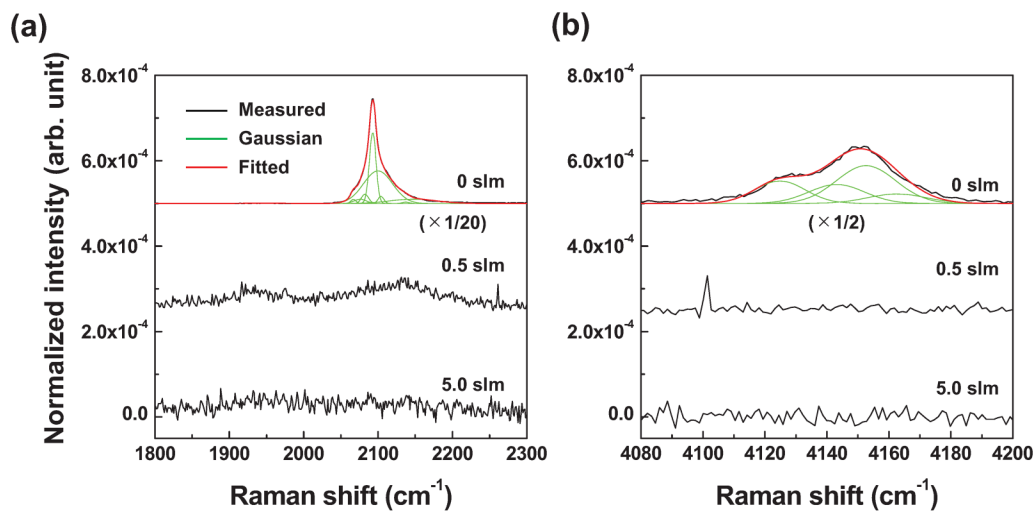 (a)
(b)
Normalized intensity (arb. unit)
8.0x10⁻⁴
6.0x10⁻⁴
4.0x10⁻⁴
2.0x10⁻⁴
0.0
Measured
Gaussian
Fitted
0 slm
(×1/20)
0.5 slm
5.0 slm
1800 1900 2000 2100 2200 2300
Raman shift (cm⁻¹)
8.0x10⁻⁴
6.0x10⁻⁴
4.0x10⁻⁴
2.0x10⁻⁴
0.0
0 slm
(×1/2)
0.5 slm
5.0 slm
4080 4100 4120 4140 4160 4180 4200
Raman shift (cm⁻¹)